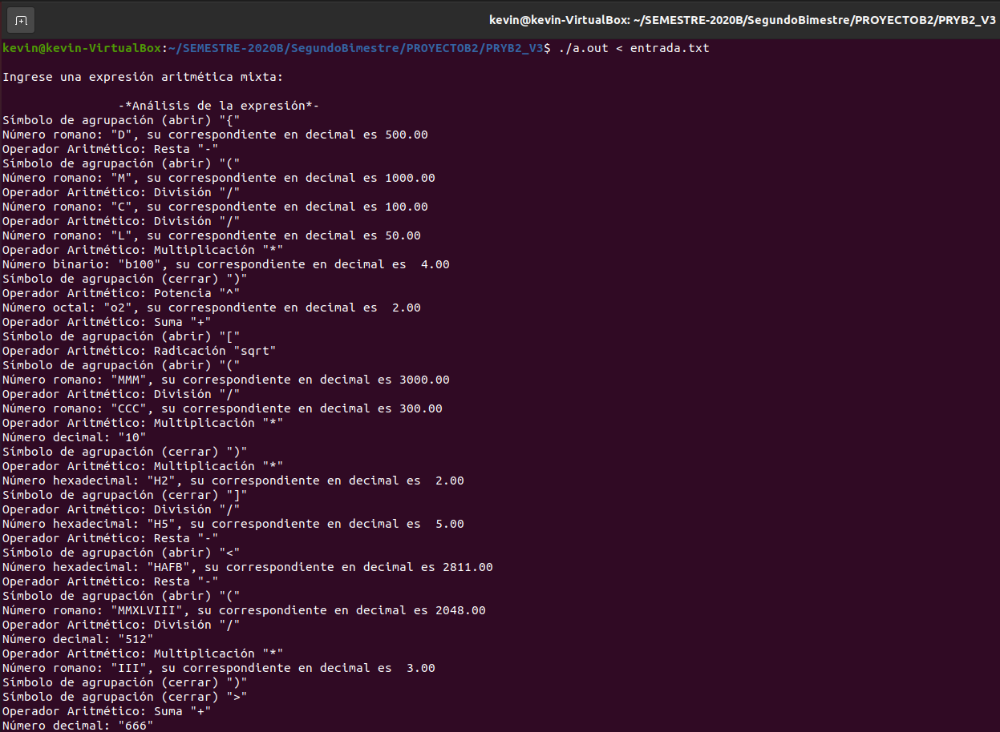 kevin@kevin-VirtualBox: ~/SEMESTRE-2020B/SegundoBimestre/PROYECTOB2/PRYB2_V3
kevin@kevin-VirtualBox:~/SEMESTRE-2020B/SegundoBimestre/PROYECTOB2/PRYB2_V3$ ./a.out < entrada.txt
Ingrese una expresión aritmética mixta:
-*Análisis de la expresión*-
Símbolo de agrupación (abrir) "{"
Número romano: "D", su correspondiente en decimal es 500.00
Operador Aritmético: Resta "-"
Símbolo de agrupación (abrir) "("
Número romano: "M", su correspondiente en decimal es 1000.00
Operador Aritmético: División "/"
Número romano: "C", su correspondiente en decimal es 100.00
Operador Aritmético: División "/"
Número romano: "L", su correspondiente en decimal es 50.00
Operador Aritmético: Multiplicación "*"
Número binario: "b100", su correspondiente en decimal es  4.00
Símbolo de agrupación (cerrar) ")"
Operador Aritmético: Potencia "^"
Número octal: "o2", su correspondiente en decimal es  2.00
Operador Aritmético: Suma "+"
Símbolo de agrupación (abrir) "["
Operador Aritmético: Radicación "sqrt"
Símbolo de agrupación (abrir) "("
Número romano: "MMM", su correspondiente en decimal es 3000.00
Operador Aritmético: División "/"
Número romano: "CCC", su correspondiente en decimal es 300.00
Operador Aritmético: Multiplicación "*"
Número decimal: "10"
Símbolo de agrupación (cerrar) ")"
Operador Aritmético: Multiplicación "*"
Número hexadecimal: "H2", su correspondiente en decimal es  2.00
Símbolo de agrupación (cerrar) "]"
Operador Aritmético: División "/"
Número hexadecimal: "H5", su correspondiente en decimal es  5.00
Operador Aritmético: Resta "-"
Símbolo de agrupación (abrir) "<"
Número hexadecimal: "HAFB", su correspondiente en decimal es 2811.00
Operador Aritmético: Resta "-"
Símbolo de agrupación (abrir) "("
Número romano: "MMXLVIII", su correspondiente en decimal es 2048.00
Operador Aritmético: División "/"
Número decimal: "512"
Operador Aritmético: Multiplicación "*"
Número romano: "III", su correspondiente en decimal es  3.00
Símbolo de agrupación (cerrar) ")"
Símbolo de agrupación (cerrar) ">"
Operador Aritmético: Suma "+"
Número decimal: "666"